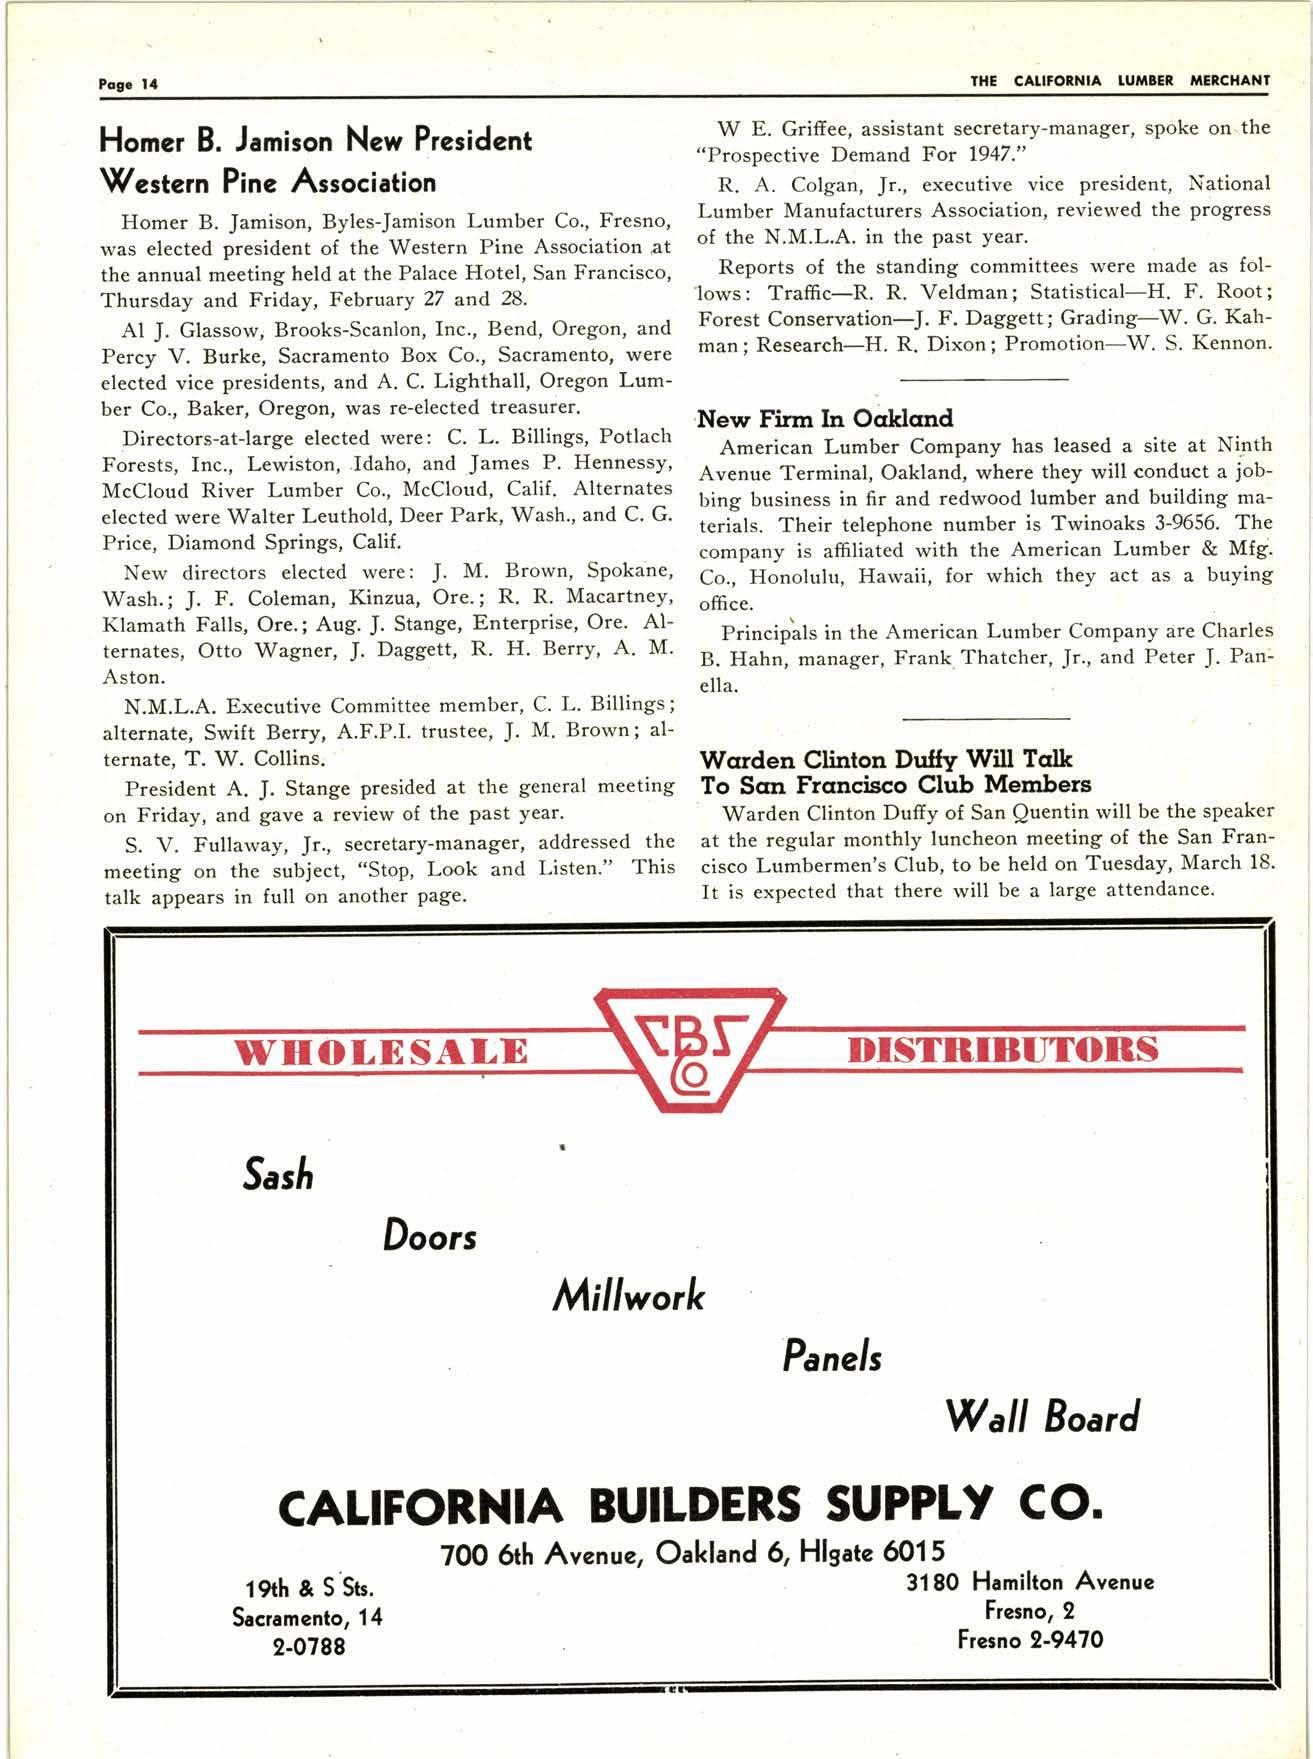 Page 14
THE CALIFORNIA LUMBER MERCHANT
Homer B. Jamison New President
Western Pine Association
Homer B. Jamison, Byles-Jamison Lumber Co., Fresno,
was elected president of the Western Pine Association at
the annual meeting held at the Palace Hotel, San Francisco,
Thursday and Friday, February 27 and 28.
Al J. Glassow, Brooks-Scanlon, Inc., Bend, Oregon, and
Percy V. Burke, Sacramento Box Co., Sacramento, were
elected vice presidents, and A. C. Lighthall, Oregon Lum-
ber Co., Baker, Oregon, was re-elected treasurer.
Directors-at-large elected were: C. L. Billings, Potlach
Forests, Inc., Lewiston, Idaho, and James P. Hennessy,
McCloud River Lumber Co., McCloud, Calif. Alternates
elected were Walter Leuthold, Deer Park, Wash., and C. G.
Price, Diamond Springs, Calif.
New directors elected were: J. M. Brown, Spokane,
Wash.; J. F. Coleman, Kinzua, Ore.; R. R. Macartney,
Klamath Falls, Ore.; Aug. J. Stange, Enterprise, Ore. Al-
ternates, Otto Wagner, J. Daggett, R. H. Berry, A. M.
Aston.
N.M.L.A. Executive Committee member, C. L. Billings;
alternate, Swift Berry, A.F.P.I. trustee, J. M. Brown; al-
ternate, T. W. Collins.
President A. J. Stange presided at the general meeting
on Friday, and gave a review of the past year.
S. V. Fullaway, Jr., secretary-manager, addressed the
meeting on the subject, "Stop, Look and Listen." This
talk appears in full on another page.
W E. Griffee, assistant secretary-manager, spoke on the
"Prospective Demand For 1947."
R. A. Colgan, Jr., executive vice president, National
Lumber Manufacturers Association, reviewed the progress
of the N.M.L.A. in the past year.
Reports of the standing committees were made as fol-
lows: Traffic—R. R. Veldman; Statistical—H. F. Root;
Forest Conservation—J. F. Daggett; Grading—W. G. Kah-
man; Research—H. R. Dixon; Promotion—W. S. Kennon.
New Firm In Oakland
American Lumber Company has leased a site at Ninth
Avenue Terminal, Oakland, where they will conduct a job-
bing business in fir and redwood lumber and building ma-
terials. Their telephone number is Twinoaks 3-9656. The
company is affiliated with the American Lumber & Mfg.
Co., Honolulu, Hawaii, for which they act as a buying
office.
Principals in the American Lumber Company are Charles
B. Hahn, manager, Frank Thatcher, Jr., and Peter J. Pan-
ella.
Warden Clinton Duffy Will Talk
To San Francisco Club Members
Warden Clinton Duffy of San Quentin will be the speaker
at the regular monthly luncheon meeting of the San Fran-
cisco Lumbermen's Club, to be held on Tuesday, March 18.
It is expected that there will be a large attendance.
WHOLESALE
CBS
Co
DISTRIBUTORS
Sash
Doors
Millwork
Panels
Wall Board
CALIFORNIA BUILDERS SUPPLY CO.
700 6th Avenue, Oakland 6, HIgate 6015
19th & S Sts.
Sacramento, 14
2-0788
3180 Hamilton Avenue
Fresno, 2
Fresno 2-9470